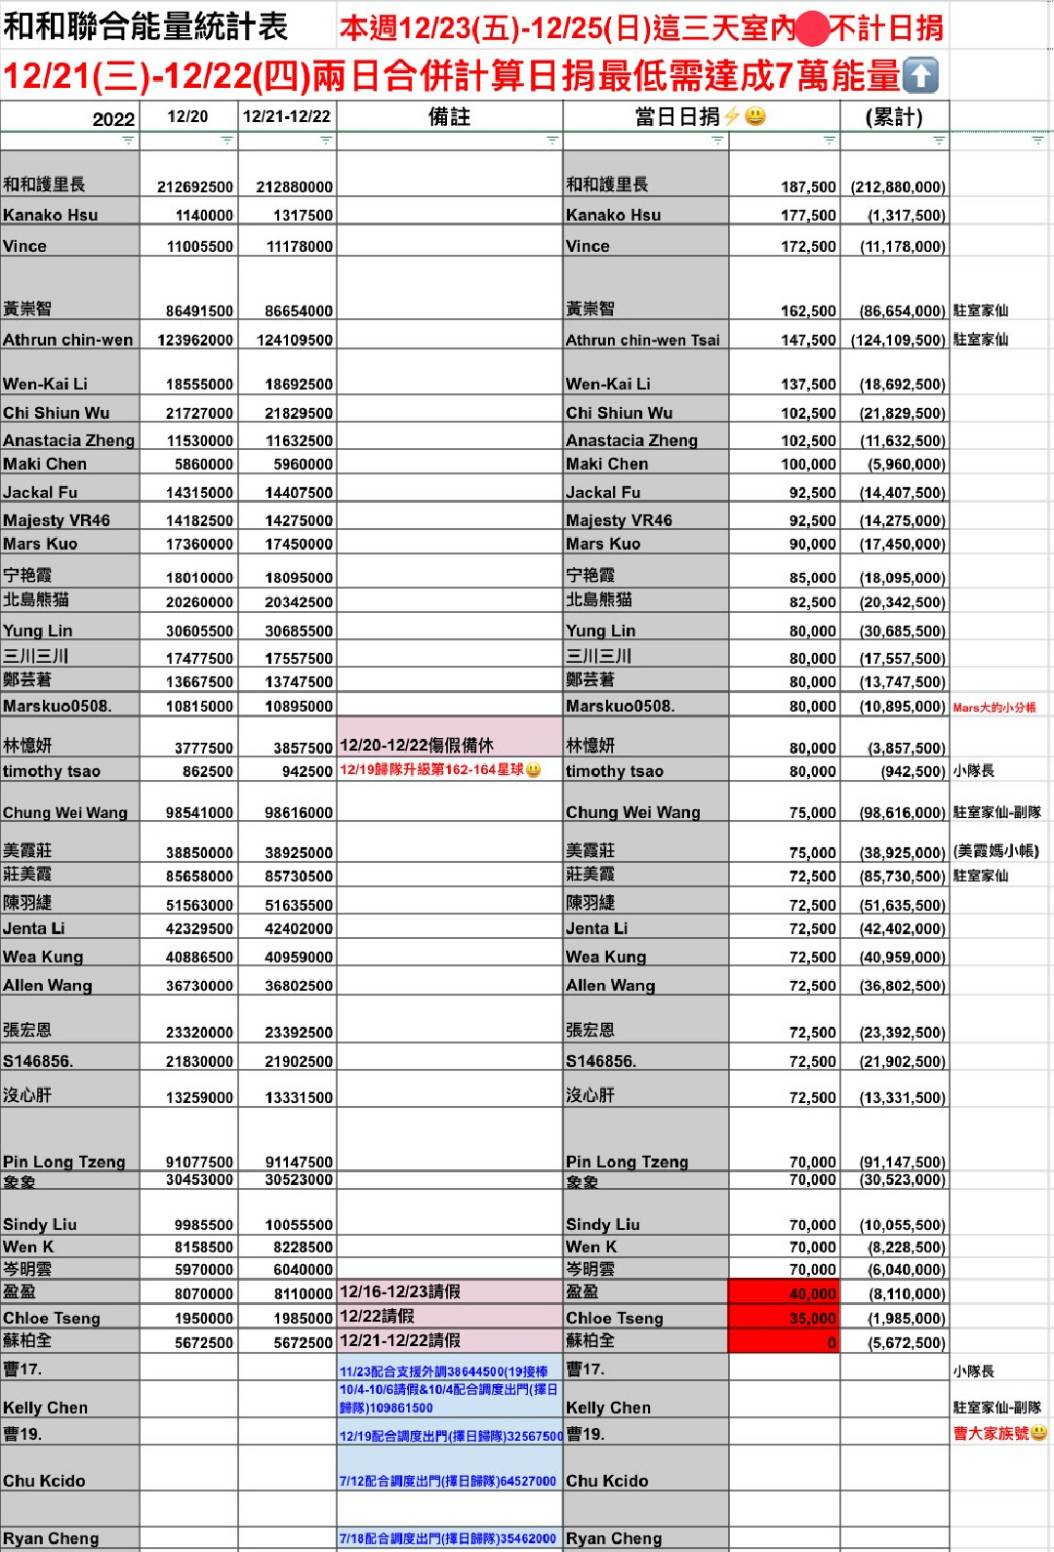 和和聯合能量統計表 本週12/23(五)-12/25(日)這三天室內🔴不計日捐
12/21(三)-12/22(四)兩日合併計算日捐最低需達成7萬能量⬆️
2022 12/20 12/21-12/22 備註 當日日捐⚡😃 (累計)
和和護里長 212692500 212880000 和和護里長 187,500 (212,880,000)
Kanako Hsu 1140000 1317500 Kanako Hsu 177,500 (1,317,500)
Vince 11005500 11178000 Vince 172,500 (11,178,000)
黃崇智 86491500 86654000 黃崇智 162,500 (86,654,000) 駐室家仙
Athrun chin-wen 123962000 124109500 Athrun chin-wen Tsai 147,500 (124,109,500) 駐室家仙
Wen-Kai Li 18555000 18692500 Wen-Kai Li 137,500 (18,692,500)
Chi Shiun Wu 21727000 21829500 Chi Shiun Wu 102,500 (21,829,500)
Anastacia Zheng 11530000 11632500 Anastacia Zheng 102,500 (11,632,500)
Maki Chen 5860000 5960000 Maki Chen 100,000 (5,960,000)
Jackal Fu 14315000 14407500 Jackal Fu 92,500 (14,407,500)
Majesty VR46 14182500 14275000 Majesty VR46 92,500 (14,275,000)
Mars Kuo 17360000 17450000 Mars Kuo 90,000 (17,450,000)
宁艳霞 18010000 18095000 宁艳霞 85,000 (18,095,000)
北島熊猫 20260000 20342500 北島熊猫 82,500 (20,342,500)
Yung Lin 30605500 30685500 Yung Lin 80,000 (30,685,500)
三川三川 17477500 17557500 三川三川 80,000 (17,557,500)
鄭芸著 13667500 13747500 鄭芸著 80,000 (13,747,500)
Marskuo0508. 10815000 10895000 Marskuo0508. 80,000 (10,895,000) Mars大的小分帳
林憶妍 3777500 3857500 12/20-12/22傷假備休 林憶妍 80,000 (3,857,500)
timothy tsao 862500 942500 12/19歸隊升級第162-164星球😃 timothy tsao 80,000 (942,500) 小隊長
Chung Wei Wang 98541000 98616000 Chung Wei Wang 75,000 (98,616,000) 駐室家仙-副隊
美霞莊 38850000 38925000 美霞莊 75,000 (38,925,000) (美霞媽小帳)
莊美霞 85658000 85730500 莊美霞 72,500 (85,730,500) 駐室家仙
陳羽緁 51563000 51635500 陳羽緁 72,500 (51,635,500)
Jenta Li 42329500 42402000 Jenta Li 72,500 (42,402,000)
Wea Kung 40886500 40959000 Wea Kung 72,500 (40,959,000)
Allen Wang 36730000 36802500 Allen Wang 72,500 (36,802,500)
張宏恩 23320000 23392500 張宏恩 72,500 (23,392,500)
S146856. 21830000 21902500 S146856. 72,500 (21,902,500)
沒心肝 13259000 13331500 沒心肝 72,500 (13,331,500)
Pin Long Tzeng 91077500 91147500 Pin Long Tzeng 70,000 (91,147,500)
象象 30453000 30523000 象象 70,000 (30,523,000)
Sindy Liu 9985500 10055500 Sindy Liu 70,000 (10,055,500)
Wen K 8158500 8228500 Wen K 70,000 (8,228,500)
岑明雲 5970000 6040000 岑明雲 70,000 (6,040,000)
盈盈 8070000 8110000 12/16-12/23請假 盈盈 40,000 (8,110,000)
Chloe Tseng 1950000 1985000 12/22請假 Chloe Tseng 35,000 (1,985,000)
蘇柏全 5672500 5672500 12/21-12/22請假 蘇柏全 0 (5,672,500)
曹17. 11/23配合支援外調38644500(19接棒 曹17. 小隊長
10/4-10/6請假&10/4配合調度出門(擇日
Kelly Chen 歸隊)109861500 Kelly Chen 駐室家仙-副隊
曹19. 12/19配合調度出門(擇日歸隊)32567500 曹19. 曹大家族號😃
Chu Kcido 7/12配合調度出門(擇日歸隊)64527000 Chu Kcido
Ryan Cheng 7/18配合調度出門(擇日歸隊)35462000 Ryan Cheng